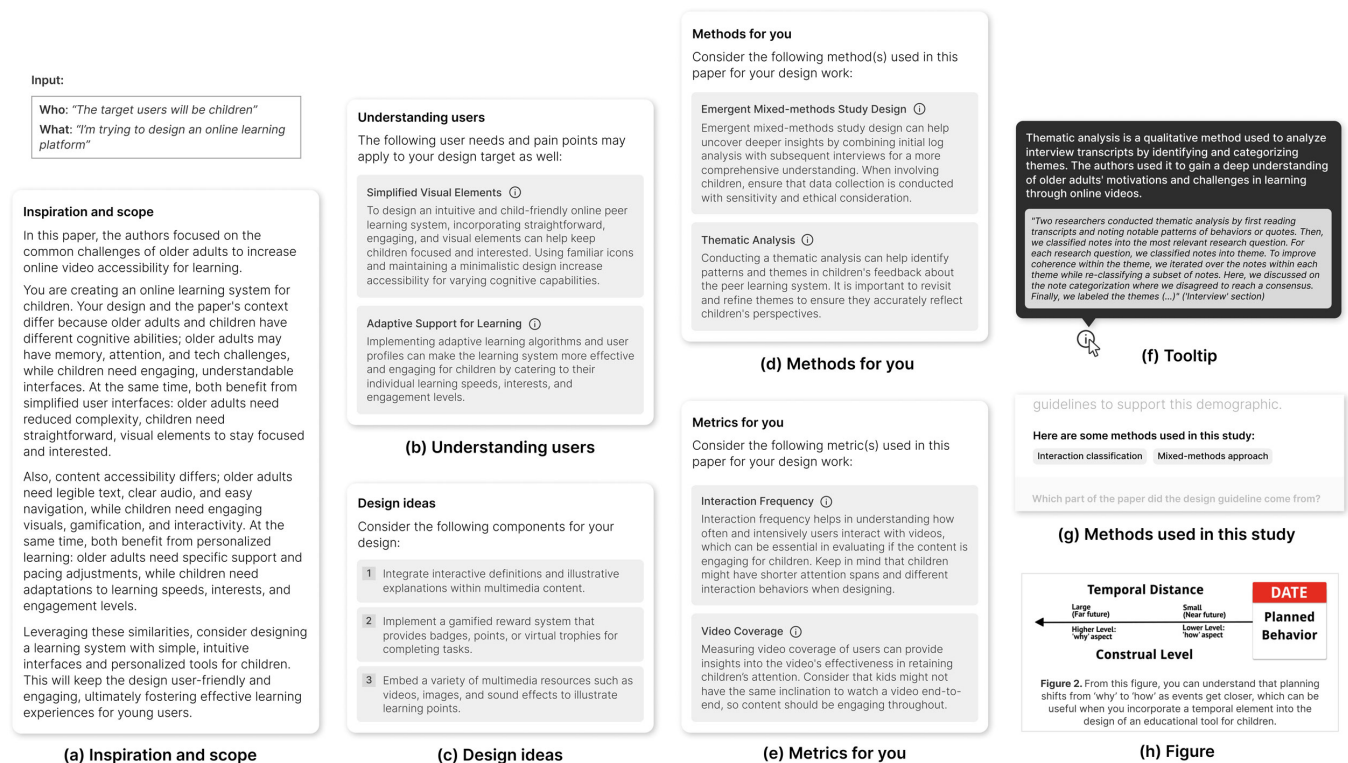 Input:
Who: “The target users will be children”
What: “I’m trying to design an online learning
platform”
Inspiration and scope
In this paper, the authors focused on the
common challenges of older adults to increase
online video accessibility for learning.
You are creating an online learning system for
children. Your design and the paper's context
differ because older adults and children have
different cognitive abilities; older adults may
have memory, attention, and tech challenges,
while children need engaging, understandable
interfaces. At the same time, both benefit from
simplified user interfaces: older adults need
reduced complexity, children need
straightforward, visual elements to stay focused
and interested.
Also, content accessibility differs; older adults
need legible text, clear audio, and easy
navigation, while children need engaging
visuals, gamification, and interactivity. At the
same time, both benefit from personalized
learning: older adults need specific support and
pacing adjustments, while children need
adaptations to learning speeds, interests, and
engagement levels.
Leveraging these similarities, consider designing
a learning system with simple, intuitive
interfaces and personalized tools for children.
This will keep the design user-friendly and
engaging, ultimately fostering effective learning
experiences for young users.
(a) Inspiration and scope
Understanding users
The following user needs and pain points may
apply to your design target as well:
Simplified Visual Elements
To design an intuitive and child-friendly online peer
learning system, incorporating straightforward,
engaging, and visual elements can help keep
children focused and interested. Using familiar icons
and maintaining a minimalistic design increase
accessibility for varying cognitive capabilities.
Adaptive Support for Learning
Implementing adaptive learning algorithms and user
profiles can make the learning system more effective
and engaging for children by catering to their
individual learning speeds, interests, and
engagement levels.
(b) Understanding users
Design ideas
Consider the following components for your
design:
1 Integrate interactive definitions and illustrative
explanations within multimedia content.
2 Implement a gamified reward system that
provides badges, points, or virtual trophies for
completing tasks.
3 Embed a variety of multimedia resources such as
videos, images, and sound effects to illustrate
learning points.
(c) Design ideas
Methods for you
Consider the following method(s) used in this
paper for your design work:
Emergent Mixed-methods Study Design
Emergent mixed-methods study design can help
uncover deeper insights by combining initial log
analysis with subsequent interviews for a more
comprehensive understanding. When involving
children, ensure that data collection is conducted
with sensitivity and ethical consideration.
Thematic Analysis
Conducting a thematic analysis can help identify
patterns and themes in children's feedback about
the peer learning system. It is important to revisit
and refine themes to ensure they accurately reflect
children's perspectives.
(d) Methods for you
Metrics for you
Consider the following metric(s) used in this
paper for your design work:
Interaction Frequency
Interaction frequency helps in understanding how
often and intensively users interact with videos,
which can be essential in evaluating if the content is
engaging for children. Keep in mind that children
might have shorter attention spans and different
interaction behaviors when designing.
Video Coverage
Measuring video coverage of users can provide
insights into the video's effectiveness in retaining
children's attention. Consider that kids might not
have the same inclination to watch a video end-to-
end, so content should be engaging throughout.
(e) Metrics for you
Thematic analysis is a qualitative method used to analyze
interview transcripts by identifying and categorizing
themes. The authors used it to gain a deep understanding
of older adults' motivations and challenges in learning
through online videos.
"Two researchers conducted thematic analysis by first reading
transcripts and noting notable patterns of behaviors or quotes. Then,
we classified notes into the most relevant research question. For
each research question, we classified notes into theme. To improve
coherence within the theme, we iterated over the notes within each
theme while re-classifying a subset of notes. Here, we discussed on
the note categorization where we disagreed to reach a consensus.
Finally, we labeled the themes (...)" ('Interview' section)
(f) Tooltip
guidelines to support this demographic.
Here are some methods used in this study:
Interaction classification Mixed-methods approach
Which part of the paper did the design guideline come from?
(g) Methods used in this study
Temporal Distance
Large
(Far future)
Small
(Near future)
Higher Level:
'why' aspect
Lower Level:
'how' aspect
Construal Level
DATE
Planned
Behavior
Figure 2. From this figure, you can understand that planning
shifts from 'why' to 'how' as events get closer, which can be
useful when you incorporate a temporal element into the
design of an educational tool for children.
(h) Figure